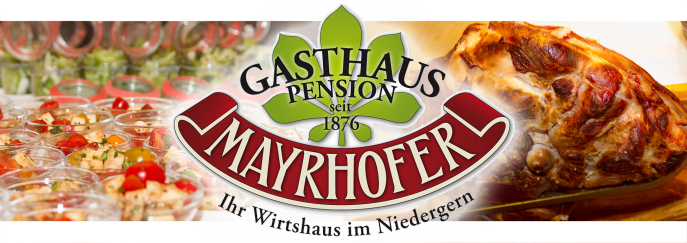 GASTHAUS
PENSION
seit
1876
MAYRHOFER
Ihr Wirtshaus im Niedergern